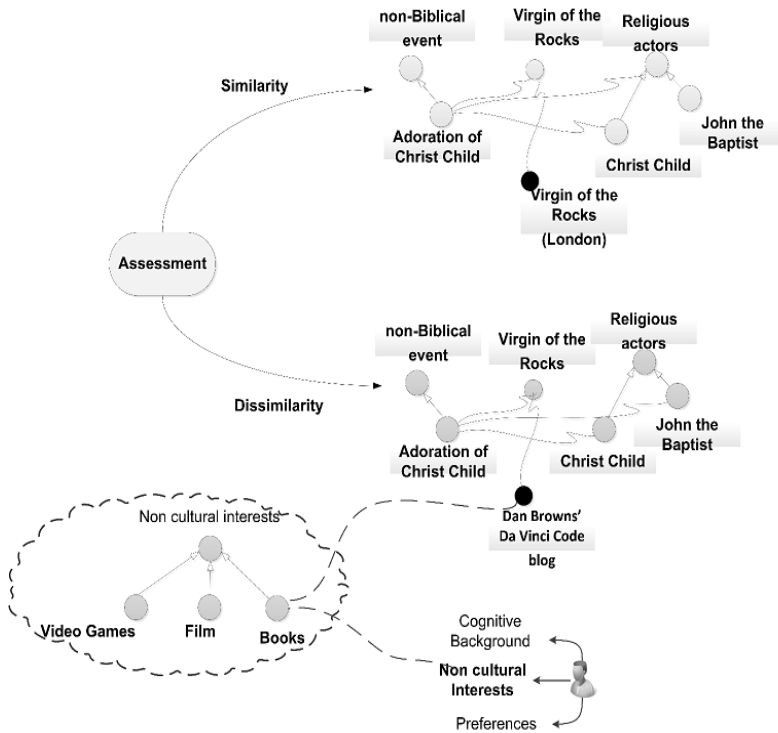 non-Biblical
event
Virgin of the
Rocks
Religious
actors
Similarity
Adoration of
Christ Child
John the
Baptist
Christ Child
Virgin of the
Rocks
(London)
Assessment
non-Biblical
event
Virgin of the
Rocks
Religious
actors
Dissimilarity
Adoration of
Christ Child
Christ Child
John the
Baptist
Dan Browns'
Da Vinci Code
blog
Non cultural interests
Video Games
Film
Books
Cognitive
Background
Non cultural
Interests
Preferences